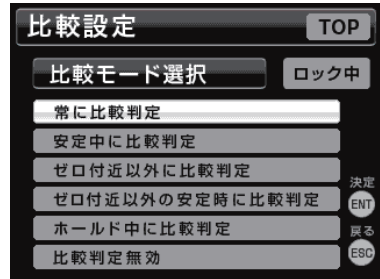 比較設定 TOP
比較モード選択 ロック中
常に比較判定
安定中に比較判定
ゼロ付近以外に比較判定
ゼロ付近以外の安定時に比較判定
ホールド中に比較判定
比較判定無効
決定
ENT
戻る
ESC